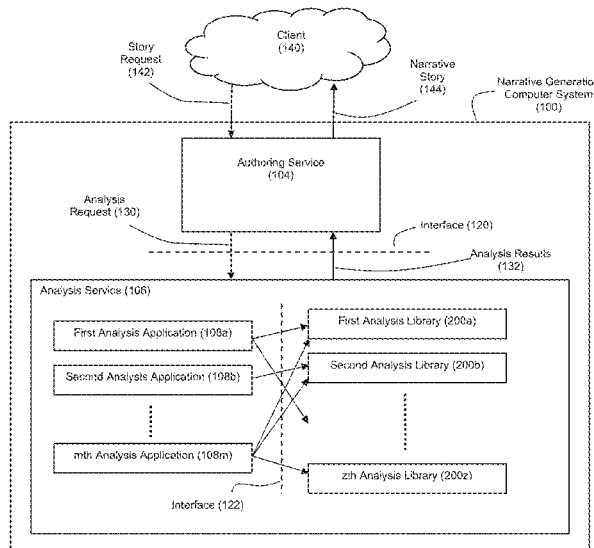 Client
(140)
Story
Request
(142)
Narrative
Story
(144)
Narrative Generatio
Computer System
(100)
Authoring Service
(104)
Analysis
Request (130)
Interface (120)
Analysis Results
(132)
Analysis Service (106)
First Analysis Application (108a)
First Analysis Library (200a)
Second Analysis Application (108b)
Second Analysis Library (200b)
mth Analysis Application (108m)
zth Analysis Library (200z)
Interface (122)